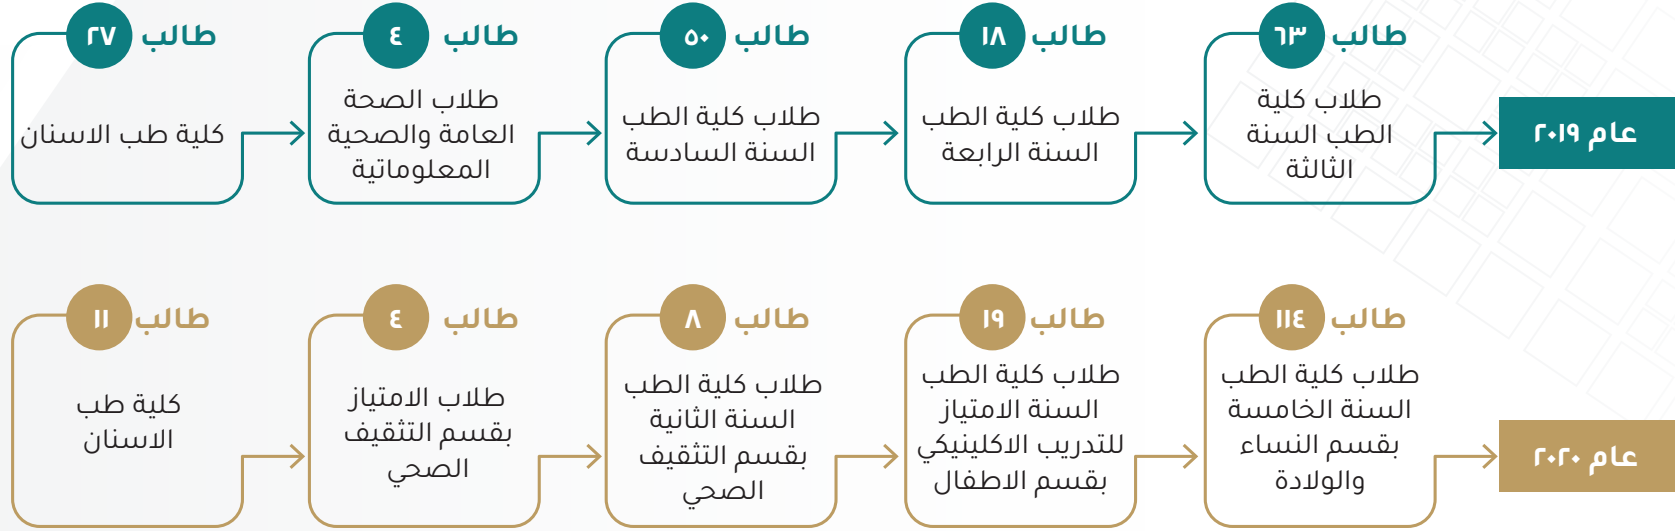 عام ٢٠١٩
٦٣ طالب
طلاب كلية
الطب السنة
الثالثة
١٨ طالب
طلاب كلية الطب
السنة الرابعة
٥٠ طالب
طلاب كلية الطب
السنة السادسة
٤ طالب
طلاب الصحة
العامة والصحية
المعلوماتية
٢٧ طالب
كلية طب الاسنان
عام ٢٠٢٠
١١٤ طالب
طلاب كلية الطب
السنة الخامسة
بقسم النساء
والولادة
١٩ طالب
طلاب كلية الطب
السنة الامتياز
للتدريب الاكلينيكي
بقسم الاطفال
٨ طالب
طلاب كلية الطب
السنة الثانية
بقسم التثقيف
الصحي
٤ طالب
طلاب الامتياز
بقسم التثقيف
الصحي
١١ طالب
كلية طب
الاسنان